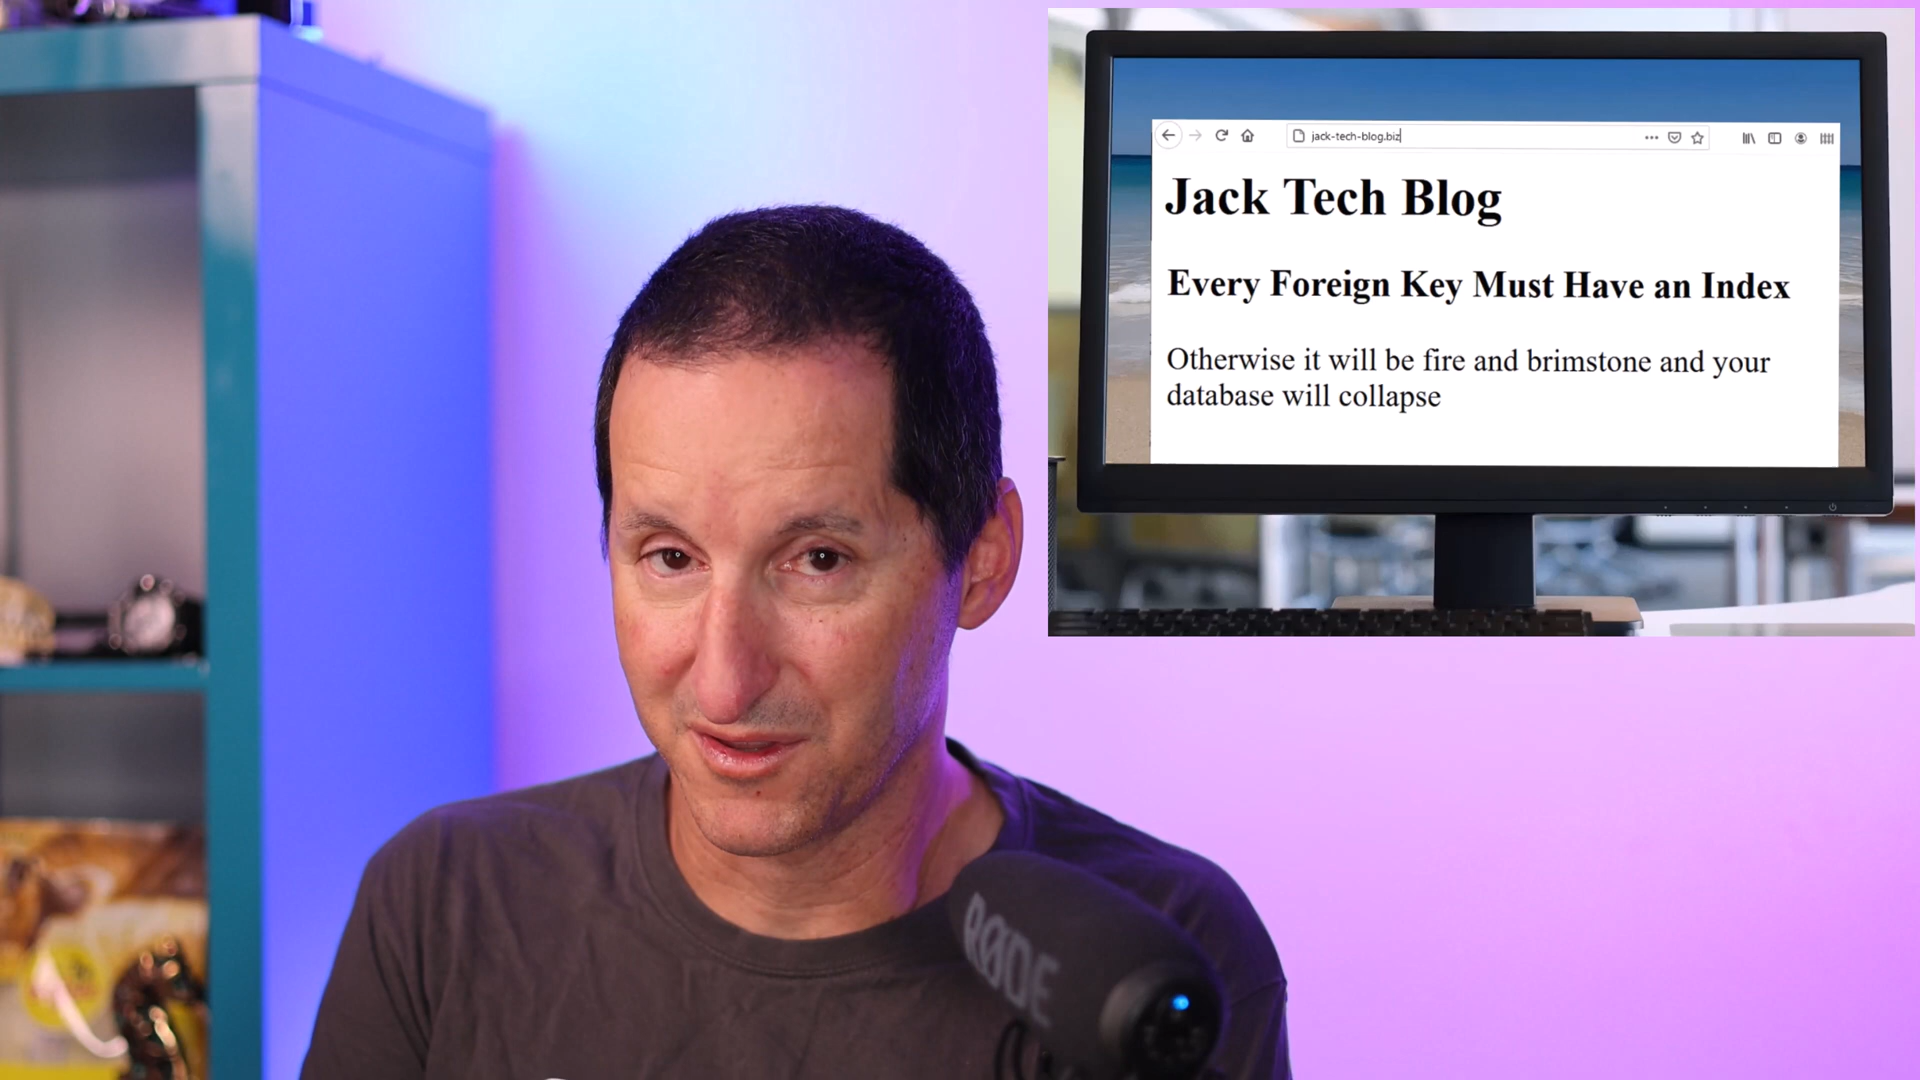 jack-tech-blog.biz
Jack Tech Blog
Every Foreign Key Must Have an Index
Otherwise it will be fire and brimstone and your
database will collapse
RØDE